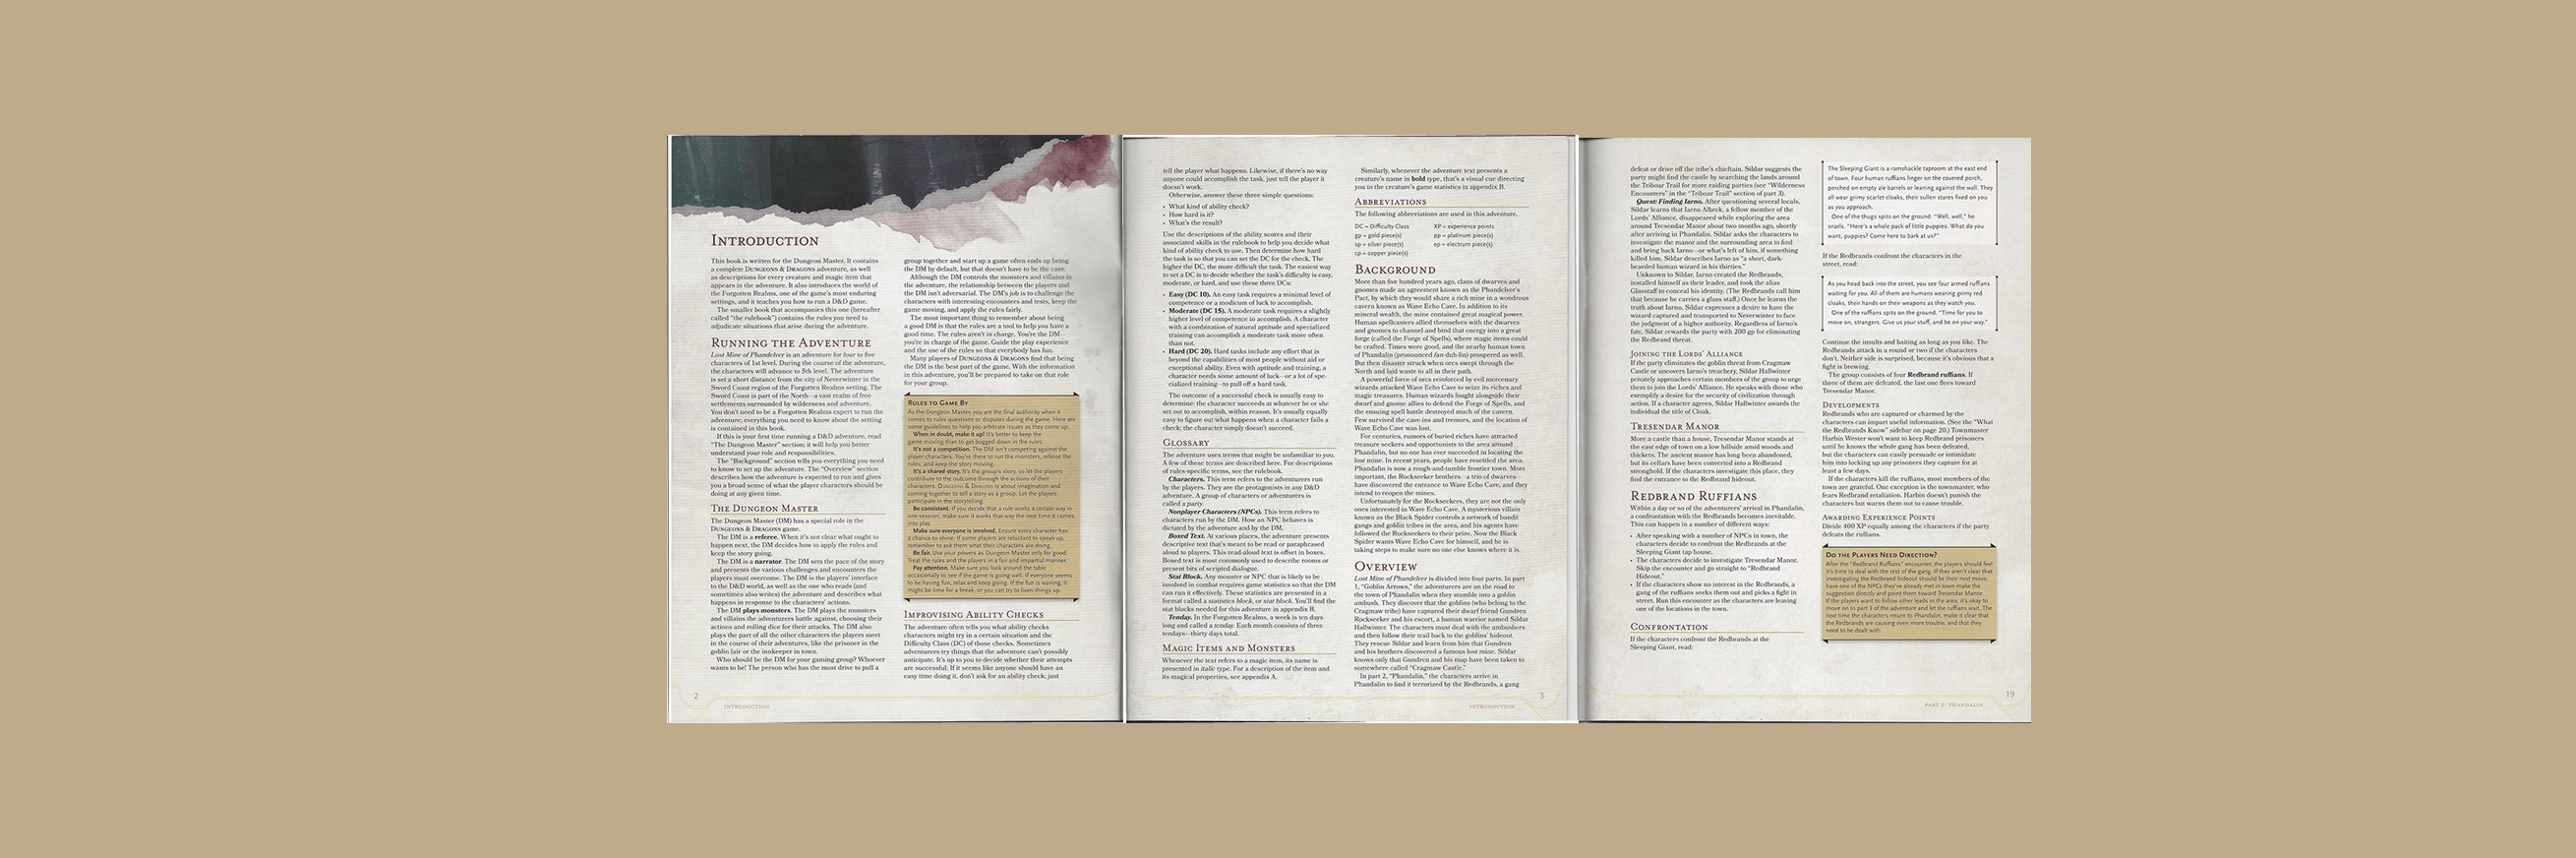 INTRODUCTION
This book is written for the Dungeon Master. It contains
a complete DUNGEONS & DRAGONS adventure, as well
as descriptions for every creature and magic item that
appears in the adventure. It also introduces the world of
the Forgotten Realms, one of the game's most enduring
settings, and it teaches you how to run a D&D game.
The smaller book that accompanies this one (hereafter
called "the rulebook") contains the rules you need to
adjudicate situations that arise during the adventure.
RUNNING THE ADVENTURE
Lost Mine of Phandelver is an adventure for four to five
characters of 1st level. During the course of the adventure,
the characters will advance to 5th level. The adventure
is set a short distance from the city of Neverwinter in the
Sword Coast region of the Forgotten Realms setting. The
Sword Coast is part of the North—a vast realm of free
settlements surrounded by wilderness and adventure.
You don't need to be a Forgotten Realms expert to run the
adventure; everything you need to know about the setting
is contained in this book.
If this is your first time running a D&D adventure, read
"The Dungeon Master" section; it will help you better
understand your role and responsibilities.
The "Background" section tells you everything you need
to know to set up the adventure. The "Overview" section
describes how the adventure is expected to run and gives
you a broad sense of what the player characters should be
doing at any given time.
THE DUNGEON MASTER
The Dungeon Master (DM) has a special role in the
DUNGEONS & DRAGONS game.
The DM is a referee. When it's not clear what ought to
happen next, the DM decides how to apply the rules and
keep the story going.
The DM is a narrator. The DM sets the pace of the story
and presents the various challenges and encounters the
players must overcome. The DM is the players' interface
to the D&D world, as well as the one who reads (and
sometimes also writes) the adventure and describes what
happens in response to the characters' actions.
The DM plays monsters. The DM plays the monsters
and villains the adventurers battle against, choosing their
actions and rolling dice for their attacks. The DM also
plays the part of all the other characters the players meet
in the course of their adventures, like the prisoner in the
goblin lair or the innkeeper in town.
Who should be the DM for your gaming group? Whoever
wants to be! The person who has the most drive to pull a
group together and start up a game often ends up being
the DM by default, but that doesn't have to be the case.
Although the DM controls the monsters and villains in
the adventure, the relationship between the players and
the DM isn't adversarial. The DM's job is to challenge the
characters with interesting encounters and tests, keep the
game moving, and apply the rules fairly.
The most important thing to remember about being
a good DM is that the rules are a tool to help you have a
good time. The rules aren't in charge. You're the DM—
you're in charge of the game. Guide the play experience
and the use of the rules so that everybody has fun.
Many players of DUNGEONS & DRAGONS find that being
the DM is the best part of the game. With the information
in this adventure, you'll be prepared to take on that role
for your group.
RULES TO GAME BY
As the Dungeon Master, you are the final authority when it
comes to rules questions or disputes during the game. Here are
some guidelines to help you arbitrate issues as they come up.
When in doubt, make it up! It's better to keep the
game moving than to get bogged down in the rules.
It's not a competition. The DM isn't competing against the
player characters. You're there to run the monsters, referee the
rules, and keep the story moving.
It's a shared story. It's the group's story, so let the players
contribute to the outcome through the actions of their
characters. DUNGEONS & DRAGONS is about imagination and
coming together to tell a story as a group. Let the players
participate in the storytelling.
Be consistent. If you decide that a rule works a certain way in
one session, make sure it works that way the next time it comes
into play.
Make sure everyone is involved. Ensure every character has
a chance to shine. If some players are reluctant to speak up,
remember to ask them what their characters are doing.
Be fair. Use your powers as Dungeon Master only for good.
Treat the rules and the players in a fair and impartial manner.
Pay attention. Make sure you look around the table
occasionally to see if the game is going well. If everyone seems
to be having fun, relax and keep going. If the fun is waning, it
might be time for a break, or you can try to liven things up.
IMPROVISING ABILITY CHECKS
The adventure often tells you what ability checks
characters might try in a certain situation and the
Difficulty Class (DC) of those checks. Sometimes
adventurers try things that the adventure can't possibly
anticipate. It's up to you to decide whether their attempts
are successful. If it seems like anyone should have an
easy time doing it, don't ask for an ability check; just
2
INTRODUCTION
tell the player what happens. Likewise, if there's no way
anyone could accomplish the task, just tell the player it
doesn't work.
Otherwise, answer these three simple questions:
• What kind of ability check?
• How hard is it?
• What's the result?
Use the descriptions of the ability scores and their
associated skills in the rulebook to help you decide what
kind of ability check to use. Then determine how hard
the task is so that you can set the DC for the check. The
higher the DC, the more difficult the task. The easiest way
to set a DC is to decide whether the task's difficulty is easy,
moderate, or hard, and use these three DCs:
• Easy (DC 10). An easy task requires a minimal level of
competence or a modicum of luck to accomplish.
• Moderate (DC 15). A moderate task requires a slightly
higher level of competence to accomplish. A character
with a combination of natural aptitude and specialized
training can accomplish a moderate task more often
than not.
• Hard (DC 20). Hard tasks include any effort that is
beyond the capabilities of most people without aid or
exceptional ability. Even with aptitude and training, a
character needs some amount of luck—or a lot of spe-
cialized training—to pull off a hard task.
The outcome of a successful check is usually easy to
determine: the character succeeds at whatever he or she
set out to accomplish, within reason. It's usually equally
easy to figure out what happens when a character fails a
check: the character simply doesn't succeed.
GLOSSARY
The adventure uses terms that might be unfamiliar to you.
A few of these terms are described here. For descriptions
of rules-specific terms, see the rulebook.
Characters. This term refers to the adventurers run
by the players. They are the protagonists in any D&D
adventure. A group of characters or adventurers is
called a party.
Nonplayer Characters (NPCs). This term refers to
characters run by the DM. How an NPC behaves is
dictated by the adventure and by the DM.
Boxed Text. At various places, the adventure presents
descriptive text that's meant to be read or paraphrased
aloud to players. This read-aloud text is offset in boxes.
Boxed text is most commonly used to describe rooms or
present bits of scripted dialogue.
Stat Block. Any monster or NPC that is likely to be
involved in combat requires game statistics so that the DM
can run it effectively. These statistics are presented in a
format called a statistics block, or stat block. You'll find the
stat blocks needed for this adventure in appendix B.
Tenday. In the Forgotten Realms, a week is ten days
long and called a tenday. Each month consists of three
tendays—thirty days total.
MAGIC ITEMS AND MONSTERS
Whenever the text refers to a magic item, its name is
presented in italic type. For a description of the item and
its magical properties, see appendix A.
Similarly, whenever the adventure text presents a
creature's name in bold type, that's a visual cue directing
you to the creature's game statistics in appendix B.
ABBREVIATIONS
The following abbreviations are used in this adventure.
DC = Difficulty Class XP = experience points
gp = gold piece(s) pp = platinum piece(s)
sp = silver piece(s) ep = electrum piece(s)
cp = copper piece(s)
BACKGROUND
More than five hundred years ago, clans of dwarves and
gnomes made an agreement known as the Phandelver's
Pact, by which they would share a rich mine in a wondrous
cavern known as Wave Echo Cave. In addition to its
mineral wealth, the mine contained great magical power.
Human spellcasters allied themselves with the dwarves
and gnomes to channel and bind that energy into a great
forge (called the Forge of Spells), where magic items could
be crafted. Times were good, and the nearby human town
of Phandalin (pronounced fan-duh-lin) prospered as well.
But then disaster struck when orcs swept through the
North and laid waste to all in their path.
A powerful force of orcs reinforced by evil mercenary
wizards attacked Wave Echo Cave to seize its riches and
magic treasures. Human wizards fought alongside their
dwarf and gnome allies to defend the Forge of Spells, and
the ensuing spell battle destroyed much of the cavern.
Few survived the cave-ins and tremors, and the location of
Wave Echo Cave was lost.
For centuries, rumors of buried riches have attracted
treasure seekers and opportunists to the area around
Phandalin, but no one has ever succeeded in locating the
lost mine. In recent years, people have resettled the area.
Phandalin is now a rough-and-tumble frontier town. More
important, the Rockseeker brothers—a trio of dwarves—
have discovered the entrance to Wave Echo Cave, and they
intend to reopen the mines.
Unfortunately for the Rockseekers, they are not the only
ones interested in Wave Echo Cave. A mysterious villain
known as the Black Spider controls a network of bandit
gangs and goblin tribes in the area, and his agents have
followed the Rockseekers to their prize. Now the Black
Spider wants Wave Echo Cave for himself, and he is
taking steps to make sure no one else knows where it is.
OVERVIEW
Lost Mine of Phandelver is divided into four parts. In part
1, "Goblin Arrows," the adventurers are on the road to
the town of Phandalin when they stumble into a goblin
ambush. They discover that the goblins (who belong to the
Cragmaw tribe) have captured their dwarf friend Gundren
Rockseeker and his escort, a human warrior named Sildar
Hallwinter. The characters must deal with the ambushers
and then follow their trail back to the goblins' hideout.
They rescue Sildar and learn from him that Gundren
and his brothers discovered a famous lost mine. Sildar
knows only that Gundren and his map have been taken to
somewhere called "Cragmaw Castle."
In part 2, "Phandalin," the characters arrive in
Phandalin to find it terrorized by the Redbrands, a gang
3
INTRODUCTION
defeat or drive off the tribe's chieftain. Sildar suggests the
party might find the castle by searching the lands around
the Triboar Trail for more raiding parties (see "Wilderness
Encounters" in the "Triboar Trail" section of part 3).
Quest: Finding Iarno. After questioning several locals,
Sildar learns that Iarno Albrek, a fellow member of the
Lords' Alliance, disappeared while exploring the area
around Tresendar Manor about two months ago, shortly
after arriving in Phandalin. Sildar asks the characters to
investigate the manor and the surrounding area to find
and bring back Iarno—or what's left of him, if something
killed him. Sildar describes Iarno as "a short, dark-
bearded human wizard in his thirties."
Unknown to Sildar, Iarno created the Redbrands,
installed himself as their leader, and took the alias
Glasstaff to conceal his identity. (The Redbrands call him
that because he carries a glass staff.) Once he learns the
truth about Iarno, Sildar expresses a desire to have the
wizard captured and transported to Neverwinter to face
the judgment of a higher authority. Regardless of Iarno's
fate, Sildar rewards the party with 200 gp for eliminating
the Redbrand threat.
JOINING THE LORDS' ALLIANCE
If the party eliminates the goblin threat from Cragmaw
Castle or uncovers Iarno's treachery, Sildar Hallwinter
privately approaches certain members of the group to urge
them to join the Lords' Alliance. He speaks with those who
exemplify a desire for the security of civilization through
action. If a character agrees, Sildar Hallwinter awards the
individual the title of Cloak.
TRESENDAR MANOR
More a castle than a house, Tresendar Manor stands at
the east edge of town on a low hillside amid woods and
thickets. The ancient manor has long been abandoned,
but its cellars have been converted into a Redbrand
stronghold. If the characters investigate this place, they
find the entrance to the Redbrand hideout.
REDBRAND RUFFIANS
Within a day or so of the adventurers' arrival in Phandalin,
a confrontation with the Redbrands becomes inevitable.
This can happen in a number of different ways:
• After speaking with a number of NPCs in town, the
characters decide to confront the Redbrands at the
Sleeping Giant tap house.
• The characters decide to investigate Tresendar Manor.
Skip the encounter and go straight to "Redbrand
Hideout."
• If the characters show no interest in the Redbrands, a
gang of the ruffians seeks them out and picks a fight in
street. Run this encounter as the characters are leaving
one of the locations in the town.
CONFRONTATION
If the characters confront the Redbrands at the
Sleeping Giant, read:
The Sleeping Giant is a ramshackle taproom at the east end
of town. Four human ruffians linger on the covered porch,
perched on empty ale barrels or leaning against the wall. They
all wear grimy scarlet cloaks, their sullen stares fixed on you
as you approach.
One of the thugs spits on the ground. "Well, well," he
snarls. "Here's a whole pack of little puppies. What do you
want, puppies? Come here to bark at us?"
If the Redbrands confront the characters in the
street, read:
As you head back into the street, you see four armed ruffians
waiting for you. All of them are humans wearing grimy red
cloaks, their hands on their weapons as they watch you.
One of the ruffians spits on the ground. "Time for you to
move on, strangers. Give us your stuff, and be on your way."
Continue the insults and baiting as long as you like. The
Redbrands attack in a round or two if the characters
don't. Neither side is surprised, because it's obvious that a
fight is brewing.
The group consists of four Redbrand ruffians. If
three of them are defeated, the last one flees toward
Tresendar Manor.
DEVELOPMENTS
Redbrands who are captured or charmed by the
characters can impart useful information. (See the "What
the Redbrands Know" sidebar on page 20.) Townmaster
Harbin Wester won't want to keep Redbrand prisoners
until he knows the whole gang has been defeated,
but the characters can easily persuade or intimidate
him into locking up any prisoners they capture for at
least a few days.
If the characters kill the ruffians, most members of the
town are grateful. One exception is the townmaster, who
fears Redbrand retaliation. Harbin doesn't punish the
characters but warns them not to cause trouble.
AWARDING EXPERIENCE POINTS
Divide 400 XP equally among the characters if the party
defeats the ruffians.
DO THE PLAYERS NEED DIRECTION?
After the "Redbrand Ruffians" encounter, the players should feel
it's time to deal with the rest of the gang. If they aren't clear that
investigating the Redbrand hideout should be their next move,
have one of the NPCs they've already met in town make the
suggestion directly and point them toward Tresendar Manor.
If the players want to follow other leads in the area, it's okay to
move on to part 3 of the adventure and let the ruffians wait. The
next time the characters return to Phandalin, make it clear that
the Redbrands are causing even more trouble, and that they
need to be dealt with.
19
PART 2: PHANDALIN